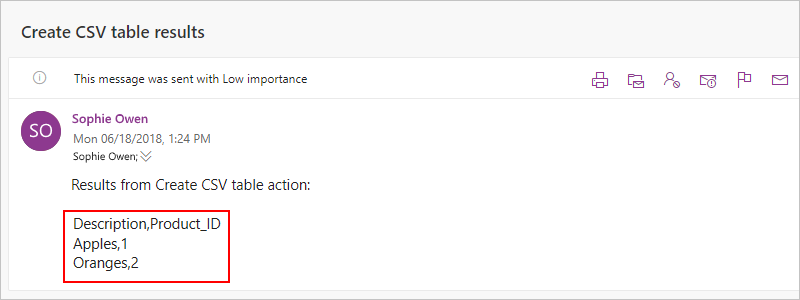 Create CSV table results
This message was sent with Low importance
SO
Sophie Owen
Mon 06/18/2018, 1:24 PM
Sophie Owen;
Results from Create CSV table action:
Description,Product_ID
Apples,1
Oranges,2